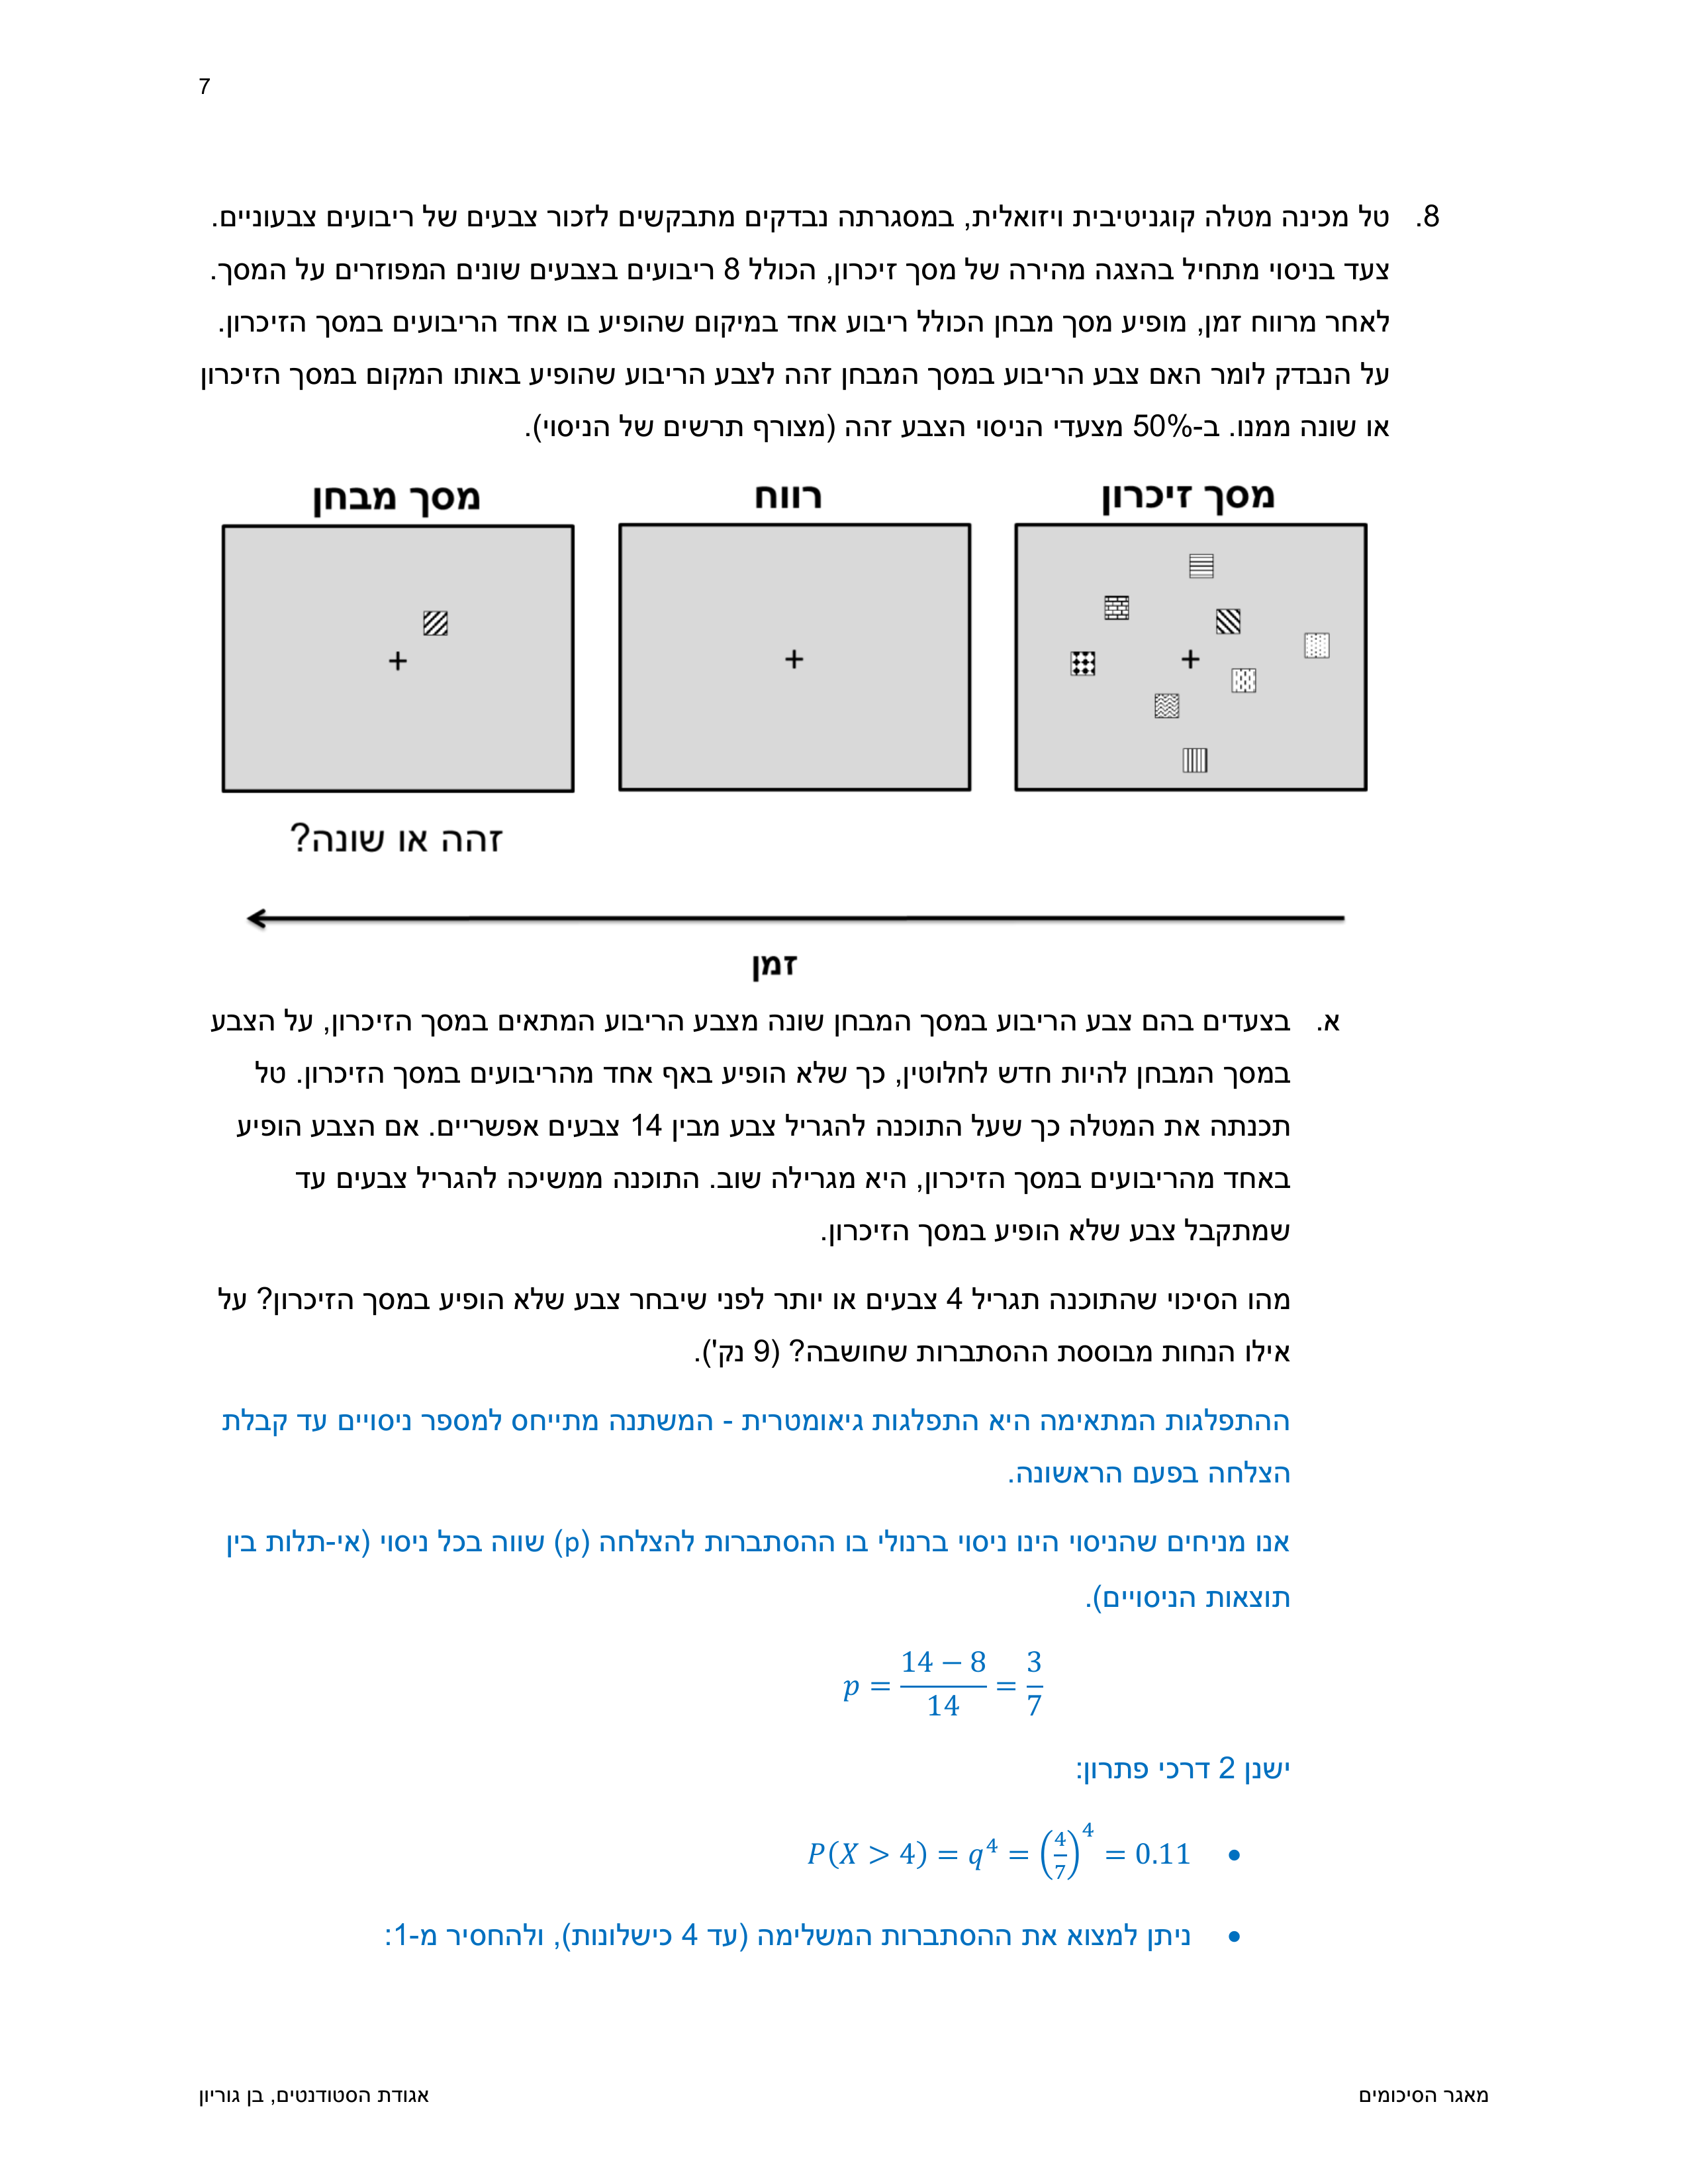 7
8. טל מכינה מטלה קוגניטיבית ויזואלית, במסגרתה נבדקים מתבקשים לזכור צבעים של ריבועים צבעוניים.
צעד בניסוי מתחיל בהצגה מהירה של מסך זיכרון, הכולל 8 ריבועים בצבעים שונים המפוזרים על המסך.
לאחר מרווח זמן, מופיע מסך מבחן הכולל ריבוע אחד במיקום שהופיע בו אחד הריבועים במסך הזיכרון.
על הנבדק לומר האם צבע הריבוע במסך המבחן זהה לצבע הריבוע שהופיע באותו המקום במסך הזיכרון
או שונה ממנו. ב-50% מצעדי הניסוי הצבע זהה (מצורף תרשים של הניסוי).
מסך זיכרון רווח מסך מבחן
+ + +
זהה או שונה?
זמן
א. בצעדים בהם צבע הריבוע במסך המבחן שונה מצבע הריבוע המתאים במסך הזיכרון, על הצבע
במסך המבחן להיות חדש לחלוטין, כך שלא הופיע באף אחד מהריבועים במסך הזיכרון. טל
תכנתה את המטלה כך שעל התוכנה להגריל צבע מבין 14 צבעים אפשריים. אם הצבע הופיע
באחד מהריבועים במסך הזיכרון, היא מגרילה שוב. התוכנה ממשיכה להגריל צבעים עד
שמתקבל צבע שלא הופיע במסך הזיכרון.
מהו הסיכוי שהתוכנה תגריל 4 צבעים או יותר לפני שיבחר צבע שלא הופיע במסך הזיכרון? על
אילו הנחות מבוססת ההסתברות שחושבה? (9 נק').
ההתפלגות המתאימה היא התפלגות גיאומטרית - המשתנה מתייחס למספר ניסויים עד קבלת
הצלחה בפעם הראשונה.
אנו מניחים שהניסוי הינו ניסוי ברנולי בו ההסתברות להצלחה (p) שווה בכל ניסוי (אי-תלות בין
תוצאות הניסויים).
p = \frac{14 − 8}{14} = \frac{3}{7}
ישנן 2 דרכי פתרון:
• P(X > 4) = q⁴ = (\frac{4}{7})⁴ = 0.11
• ניתן למצוא את ההסתברות המשלימה (עד 4 כישלונות), ולהחסיר מ-1:
מאגר הסיכומים אגודת הסטודנטים, בן גוריון